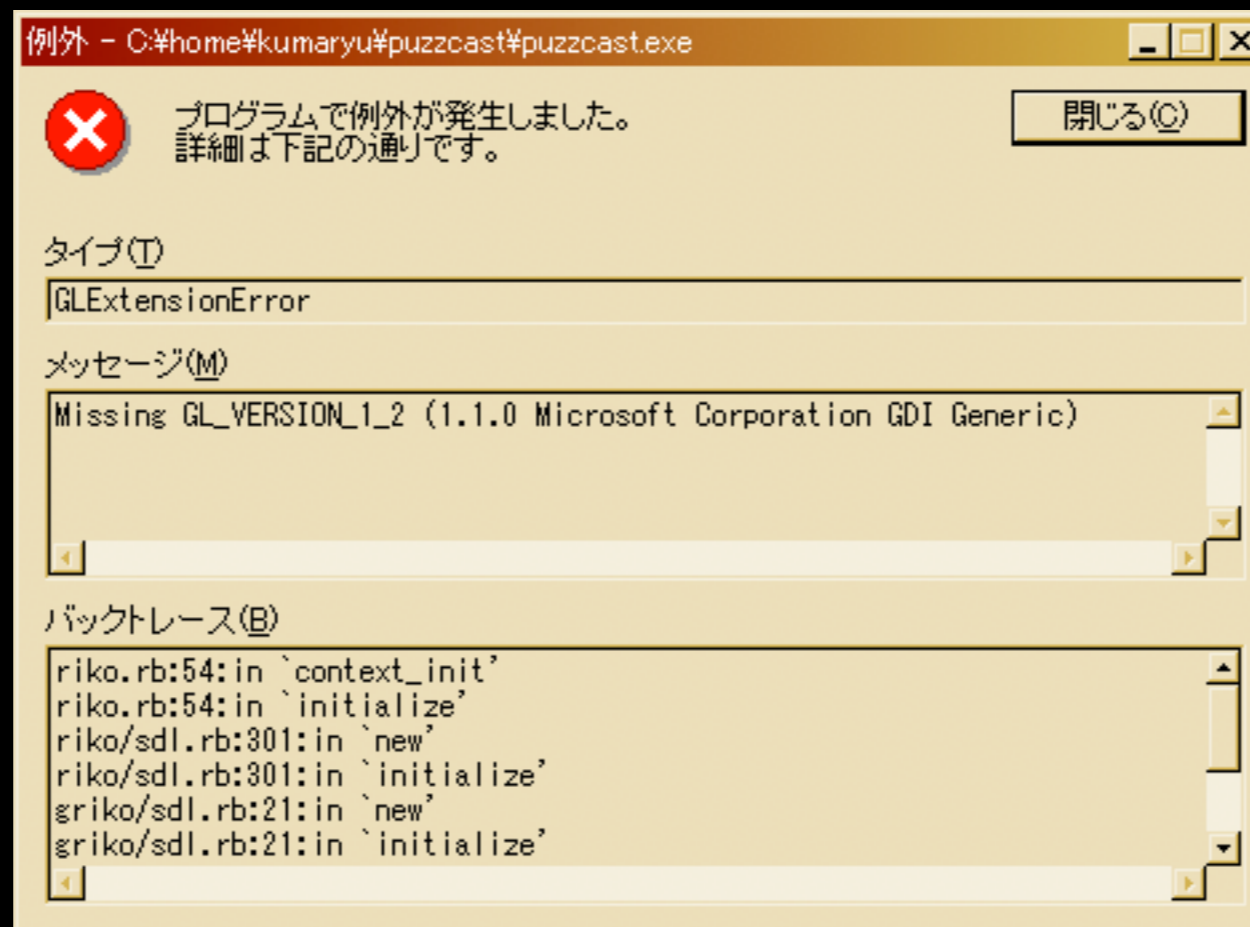 例外 - C:¥home¥kumaryu¥puzzcast¥puzzcast.exe
プログラムで例外が発生しました。
詳細は下記の通りです。
閉じる(C)
タイプ(T)
GLExtensionError
メッセージ(M)
Missing GL_VERSION_1_2 (1.1.0 Microsoft Corporation GDI Generic)
バックトレース(B)
riko.rb:54:in `context_init'
riko.rb:54:in `initialize'
riko/sdl.rb:301:in `new'
riko/sdl.rb:301:in `initialize'
griko/sdl.rb:21:in `new'
griko/sdl.rb:21:in `initialize'